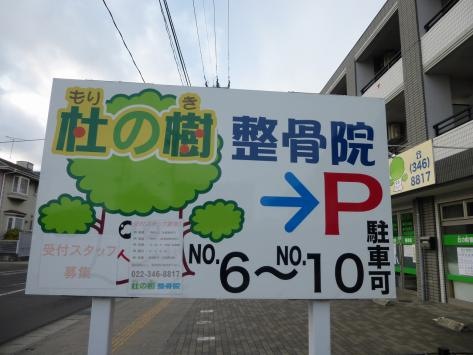 もり き
杜の樹 整骨院
→P
NO.6〜NO.10 駐車可
受付スタッフ
募集
022-346-8817
杜の樹 整骨院
(346)
8817